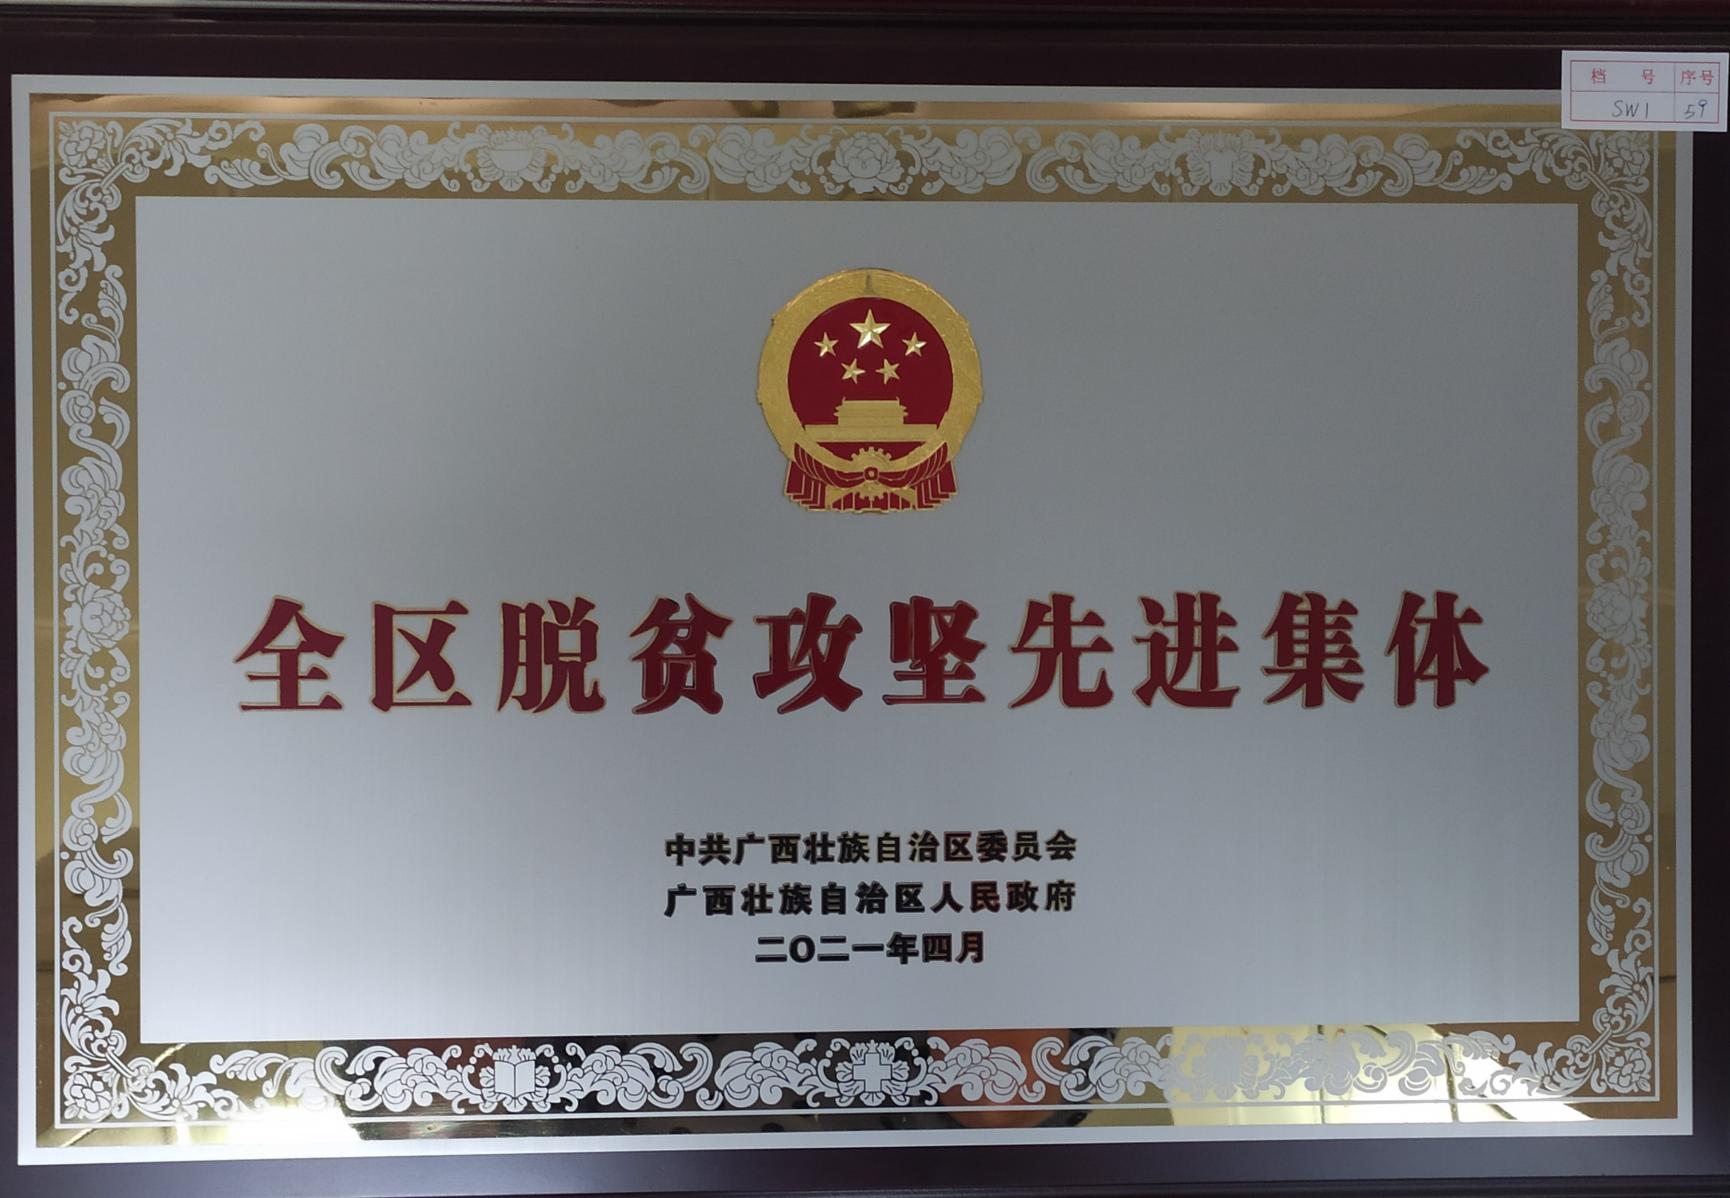 档 号 序号
SW1 59
全区脱贫攻坚先进集体
中共广西壮族自治区委员会
广西壮族自治区人民政府
二〇二一年四月